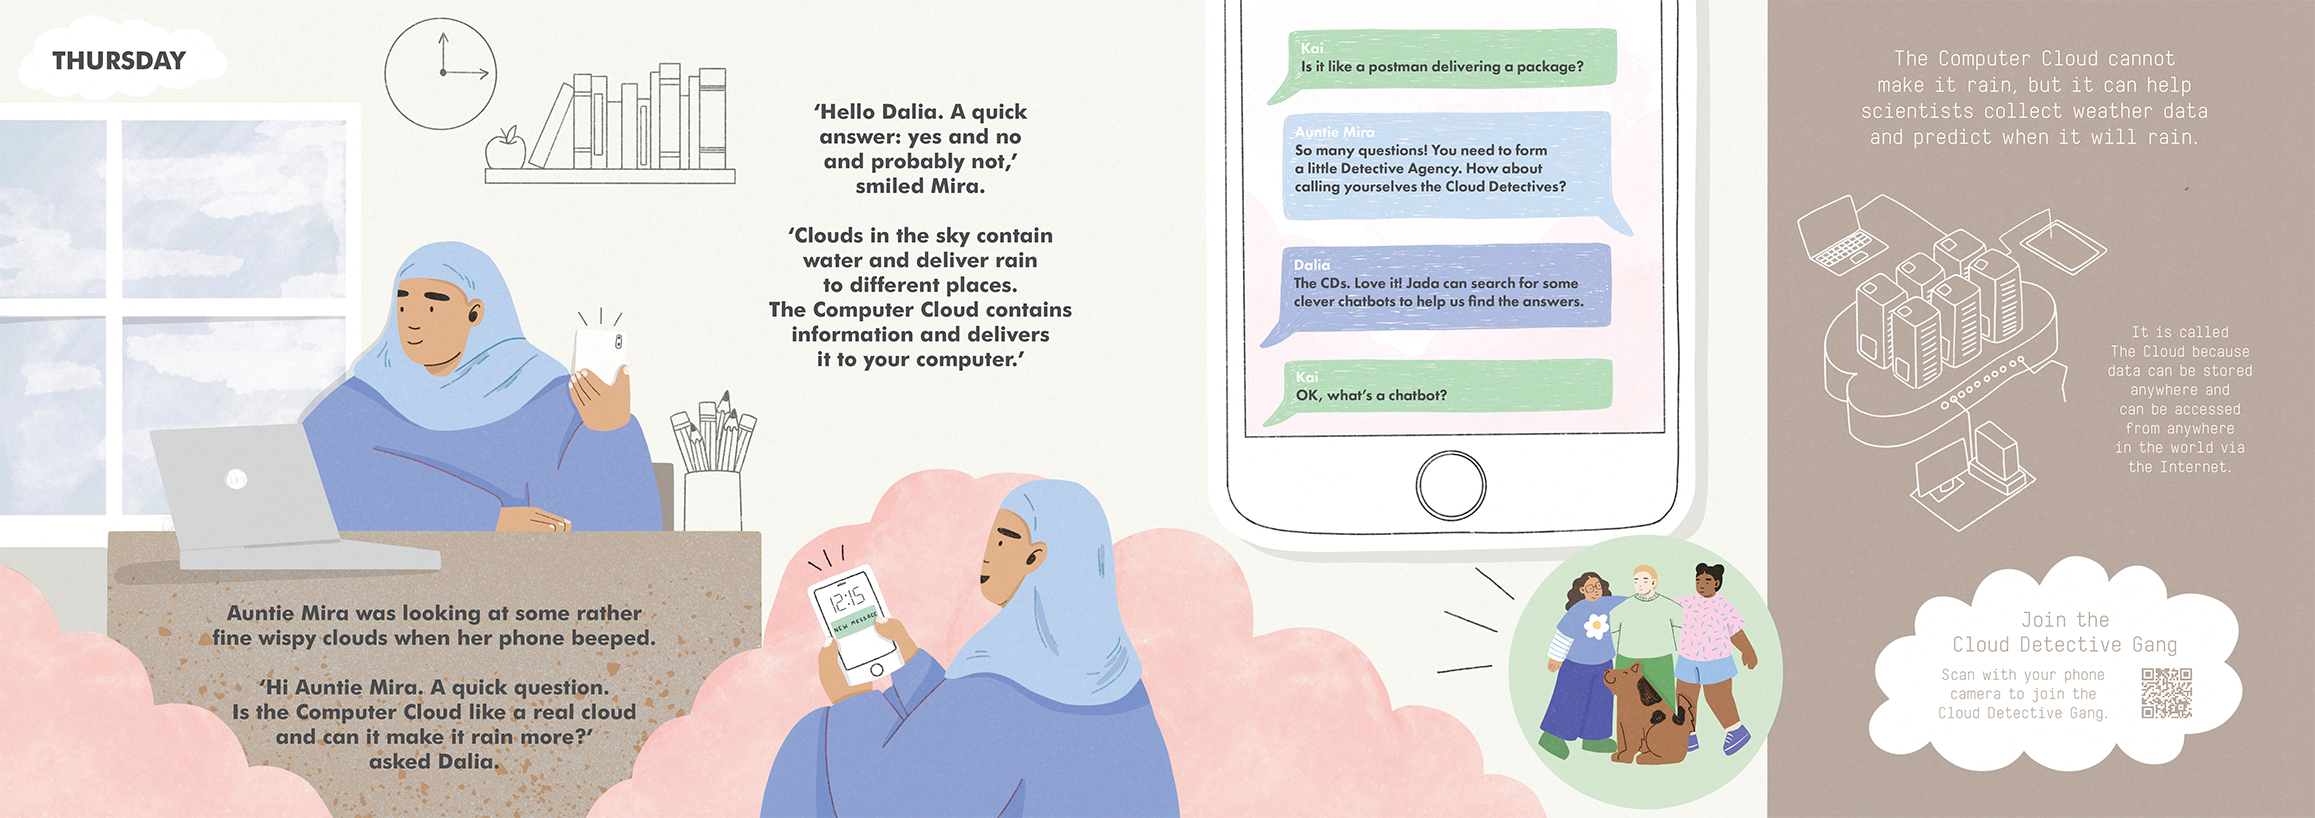 THURSDAY
Auntie Mira was looking at some rather
fine wispy clouds when her phone beeped.
‘Hi Auntie Mira. A quick question.
Is the Computer Cloud like a real cloud
and can it make it rain more?’
asked Dalia.
‘Hello Dalia. A quick
answer: yes and no
and probably not,’
smiled Mira.
‘Clouds in the sky contain
water and deliver rain
to different places.
The Computer Cloud contains
information and delivers
it to your computer.’
12:15
NEW MESSAGE
Kai
Is it like a postman delivering a package?
Auntie Mira
So many questions! You need to form
a little Detective Agency. How about
calling yourselves the Cloud Detectives?
Dalia
The CDs. Love it! Jada can search for some
clever chatbots to help us find the answers.
Kai
OK, what’s a chatbot?
The Computer Cloud cannot
make it rain, but it can help
scientists collect weather data
and predict when it will rain.
It is called
The Cloud because
data can be stored
anywhere and
can be accessed
from anywhere
in the world via
the Internet.
Join the
Cloud Detective Gang
Scan with your phone
camera to join the
Cloud Detective Gang.